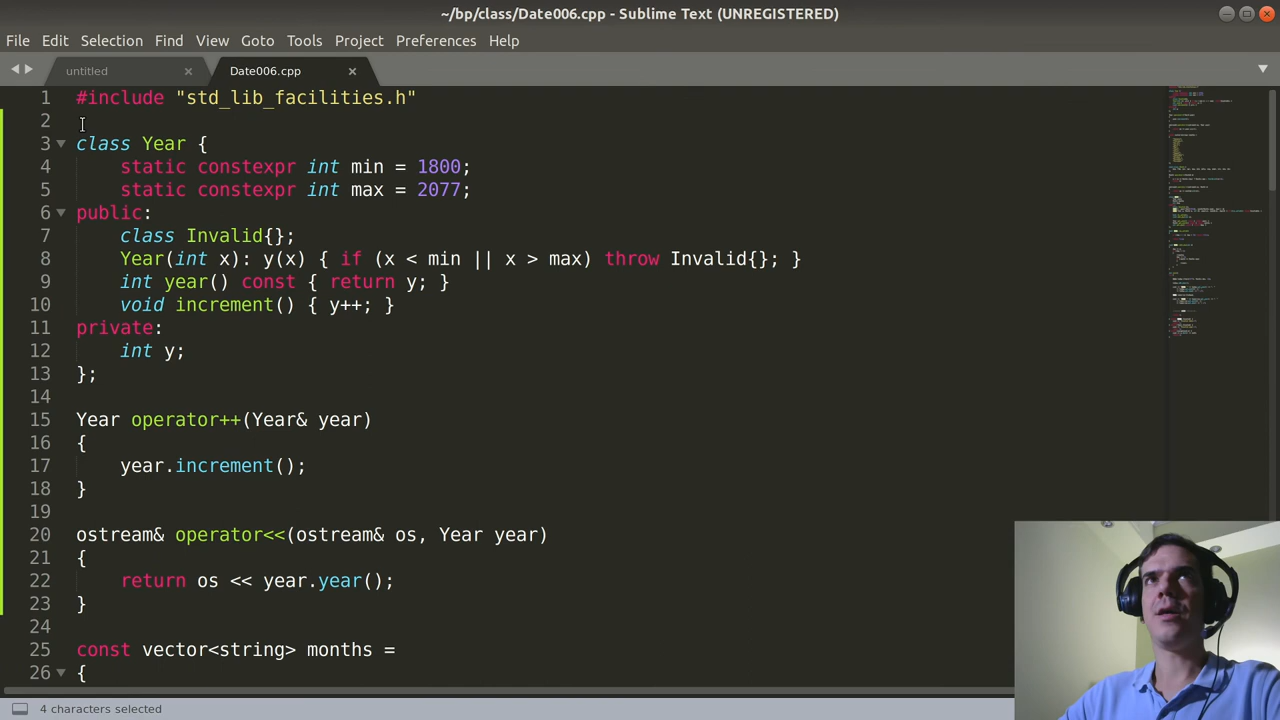 ~/bp/class/Date006.cpp - Sublime Text (UNREGISTERED)
File Edit Selection Find View Goto Tools Project Preferences Help
untitled Date006.cpp
1 #include "std_lib_facilities.h"
2
3 class Year {
4 static constexpr int min = 1800;
5 static constexpr int max = 2077;
6 public:
7 class Invalid{};
8 Year(int x): y(x) { if (x < min || x > max) throw Invalid{}; }
9 int year() const { return y; }
10 void increment() { y++; }
11 private:
12 int y;
13 };
14
15 Year operator++(Year& year)
16 {
17 year.increment();
18 }
19
20 ostream& operator<<(ostream& os, Year year)
21 {
22 return os << year.year();
23 }
24
25 const vector<string> months =
26 {
4 characters selected